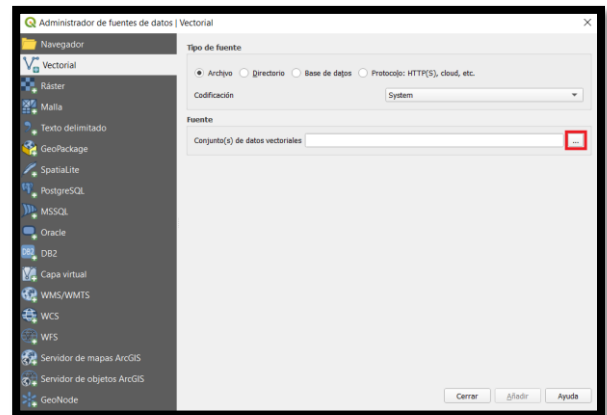 Administrador de fuentes de datos | Vectorial
Navegador
Vectorial
Ráster
Malla
Texto delimitado
GeoPackage
SpatiaLite
PostgreSQL
MSSQL
Oracle
DB2
Capa virtual
WMS/WMTS
WCS
WFS
Servidor de mapas ArcGIS
Servidor de objetos ArcGIS
GeoNode
Tipo de fuente
Archivo Directorio Base de datos Protocolo: HTTP(S), cloud, etc.
Codificación System
Fuente
Conjunto(s) de datos vectoriales ...
Cerrar Añadir Ayuda